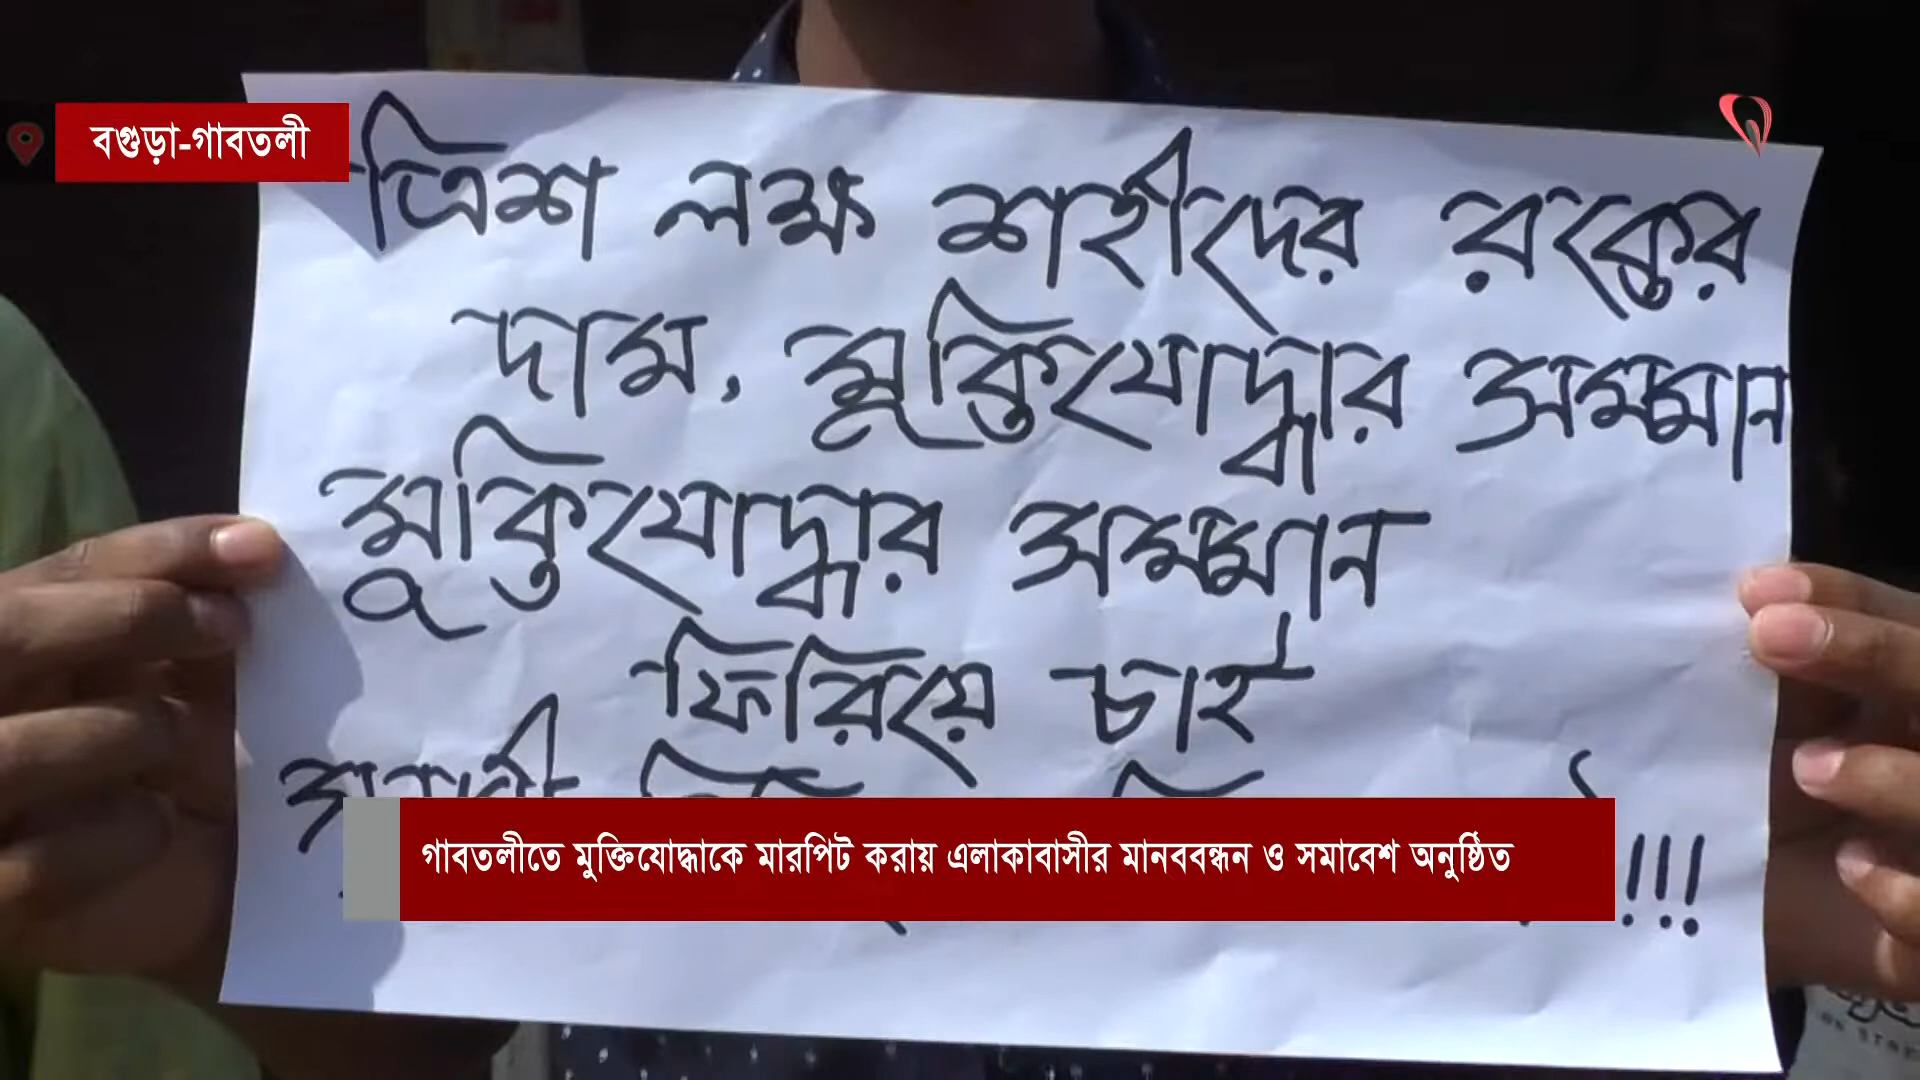 বগুড়া-গাবতলী
ত্রিশ লক্ষ শহীদের রক্তের
দাম, মুক্তিযোদ্ধার সম্মান
মুক্তিযোদ্ধার সম্মান
ফিরিয়ে চাই
!!!
গাবতলীতে মুক্তিযোদ্ধাকে মারপিট করায় এলাকাবাসীর মানববন্ধন ও সমাবেশ অনুষ্ঠিত